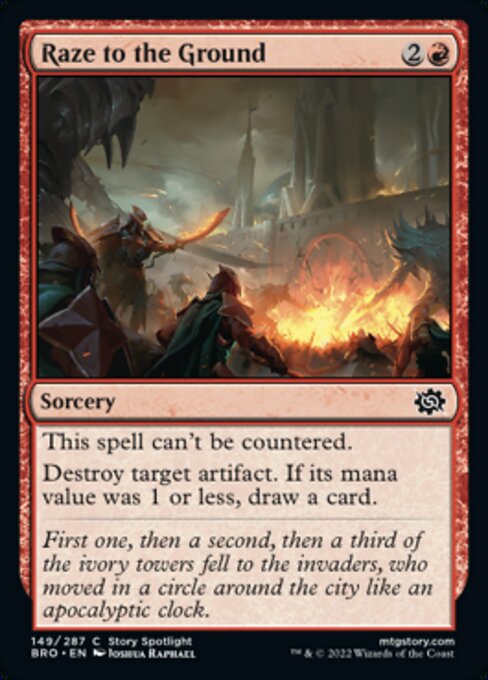 Raze to the Ground 2
Sorcery
This spell can't be countered.
Destroy target artifact. If its mana
value was 1 or less, draw a card.
First one, then a second, then a third of
the ivory towers fell to the invaders, who
moved in a circle around the city like an
apocalyptic clock.
149/287 C Story Spotlight mtgstory.com
BRO • EN Joshua Raphael ™ & © 2022 Wizards of the Coast